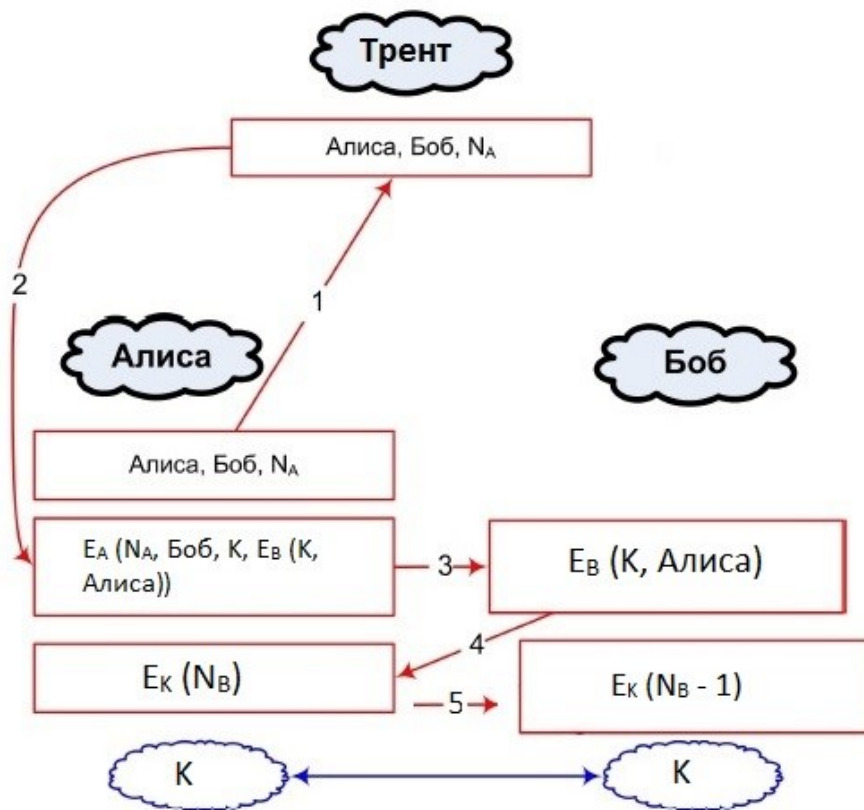 Трент
Алиса, Боб, NA
2
1
Алиса
Боб
Алиса, Боб, NA
EA (NA, Боб, K, EB (K,
Алиса))
3
EB (K, Алиса)
4
EK (NB)
5
EK (NB - 1)
K
K